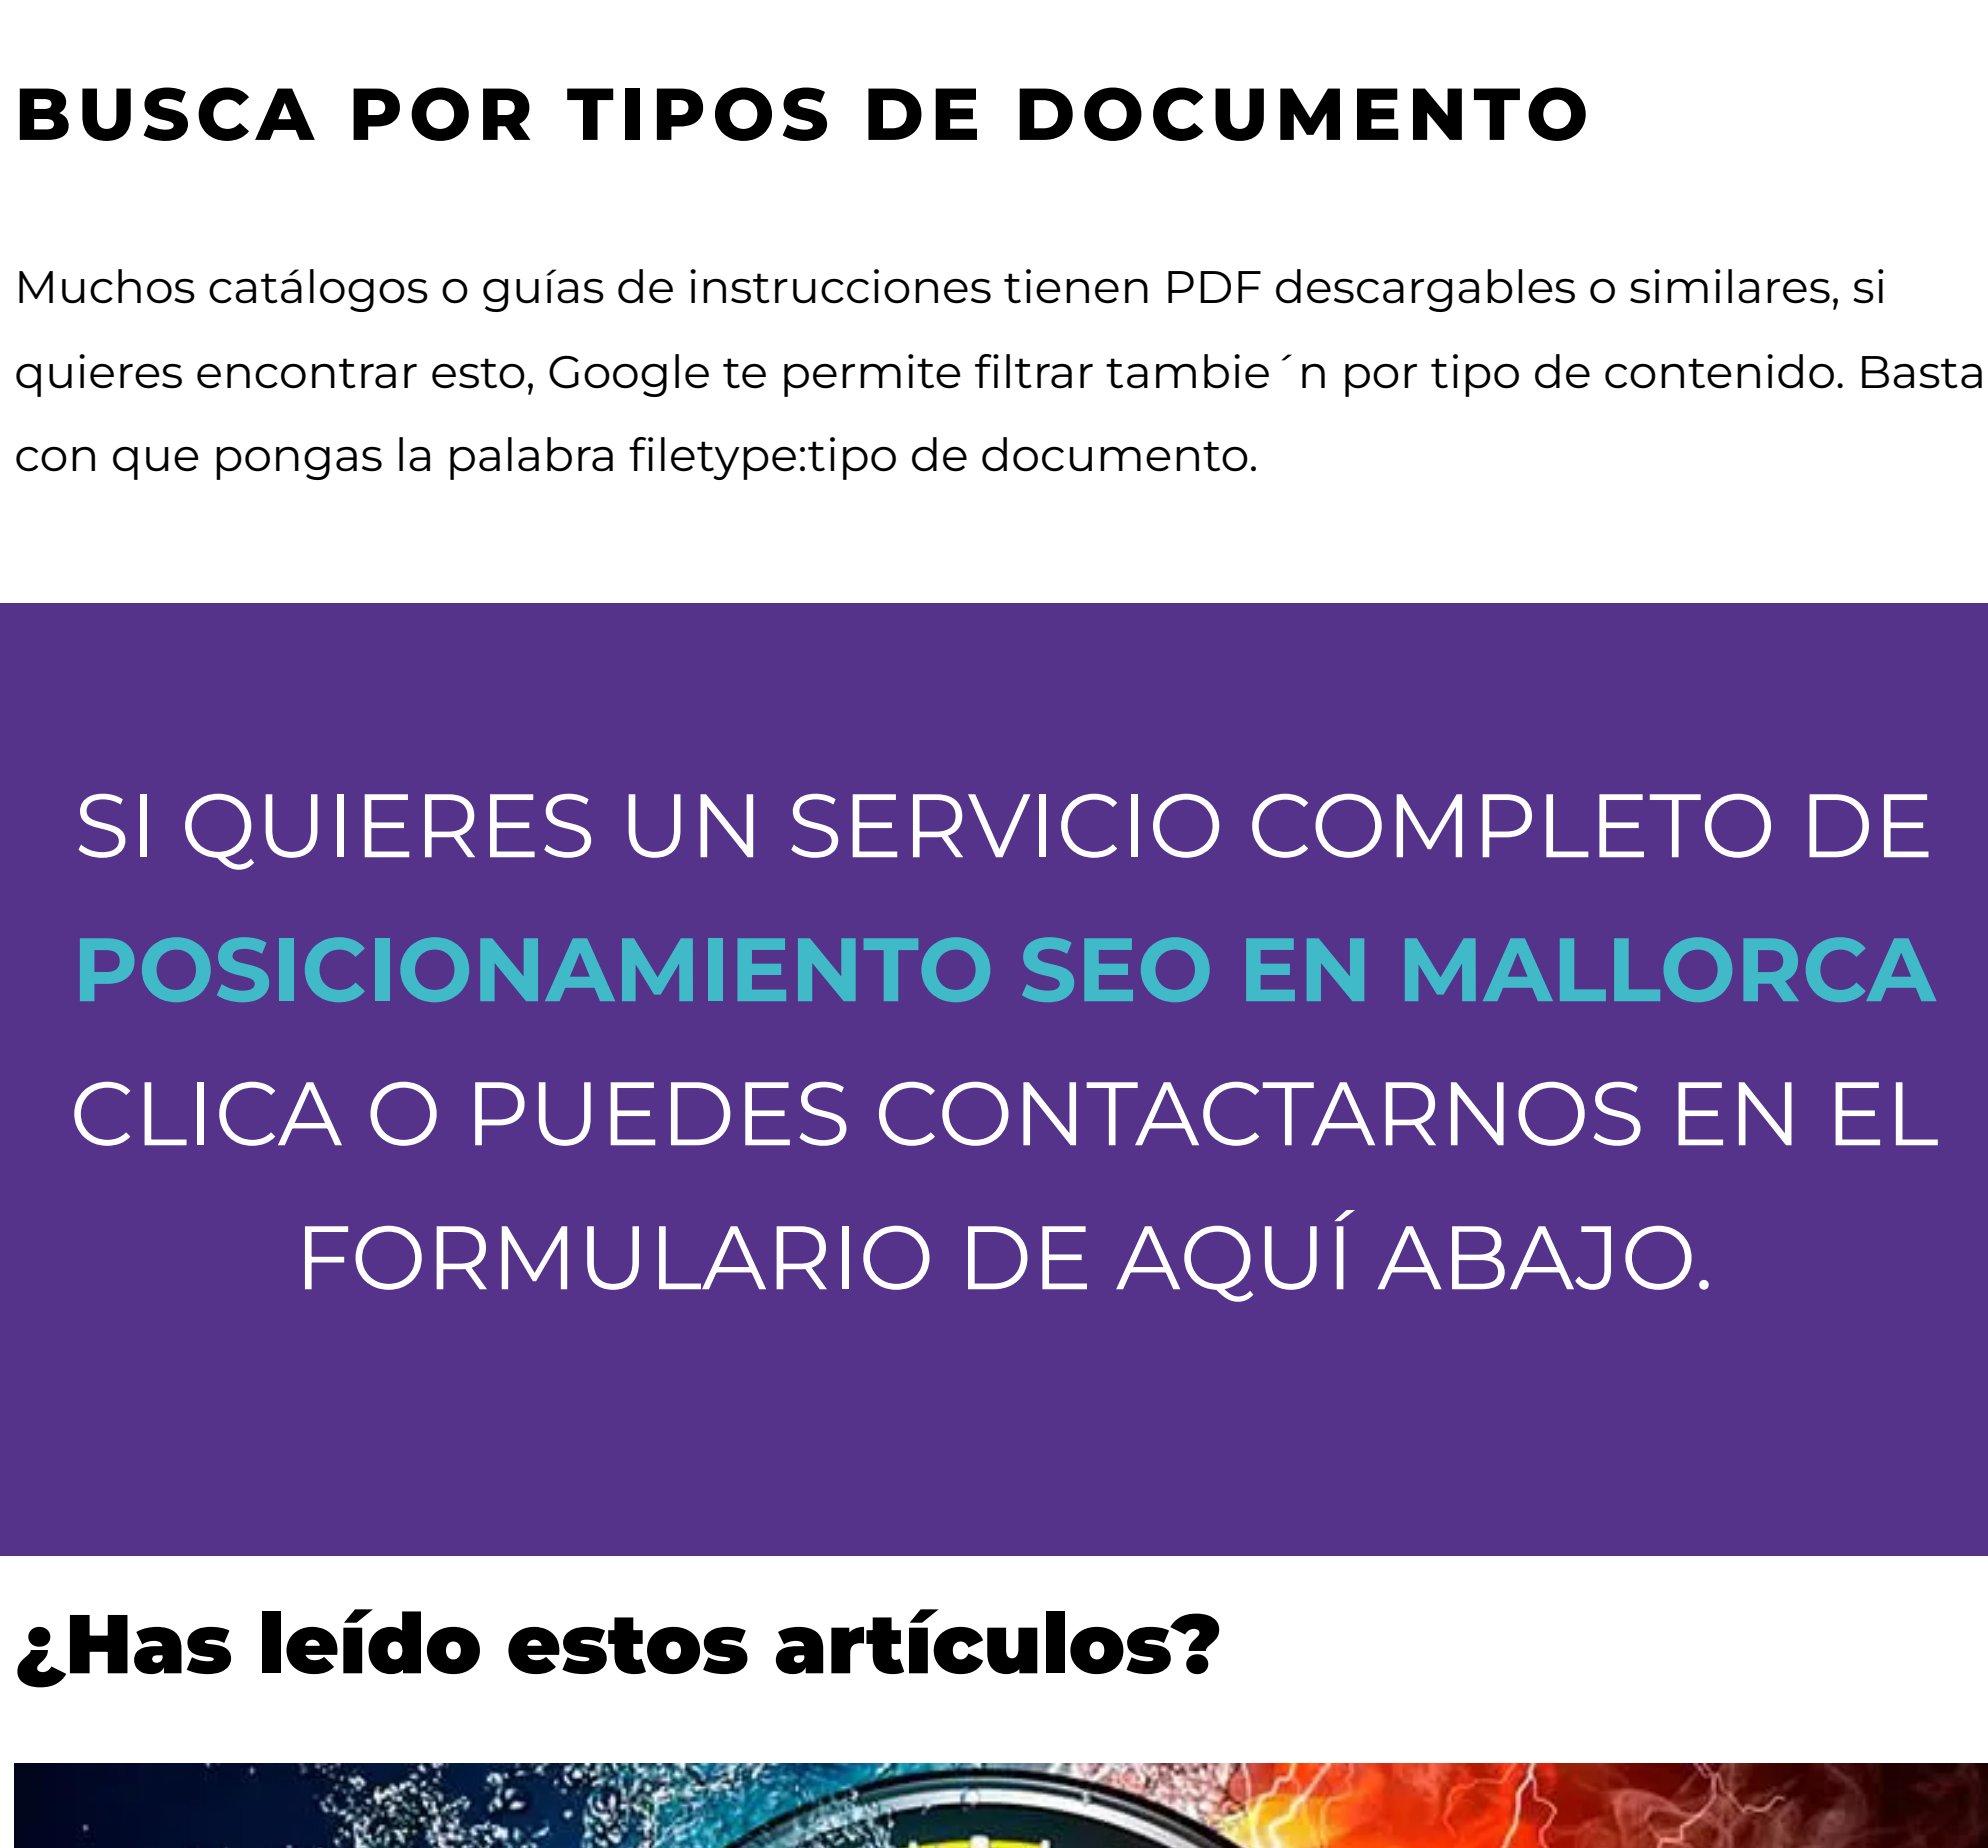 BUSCA POR TIPOS DE DOCUMENTO
Muchos catálogos o guías de instrucciones tienen PDF descargables o similares, si
quieres encontrar esto, Google te permite filtrar tambie´n por tipo de contenido. Basta
con que pongas la palabra filetype:tipo de documento.
SI QUIERES UN SERVICIO COMPLETO DE
POSICIONAMIENTO SEO EN MALLORCA
CLICA O PUEDES CONTACTARNOS EN EL
FORMULARIO DE AQUÍ ABAJO.
¿Has leído estos artículos?